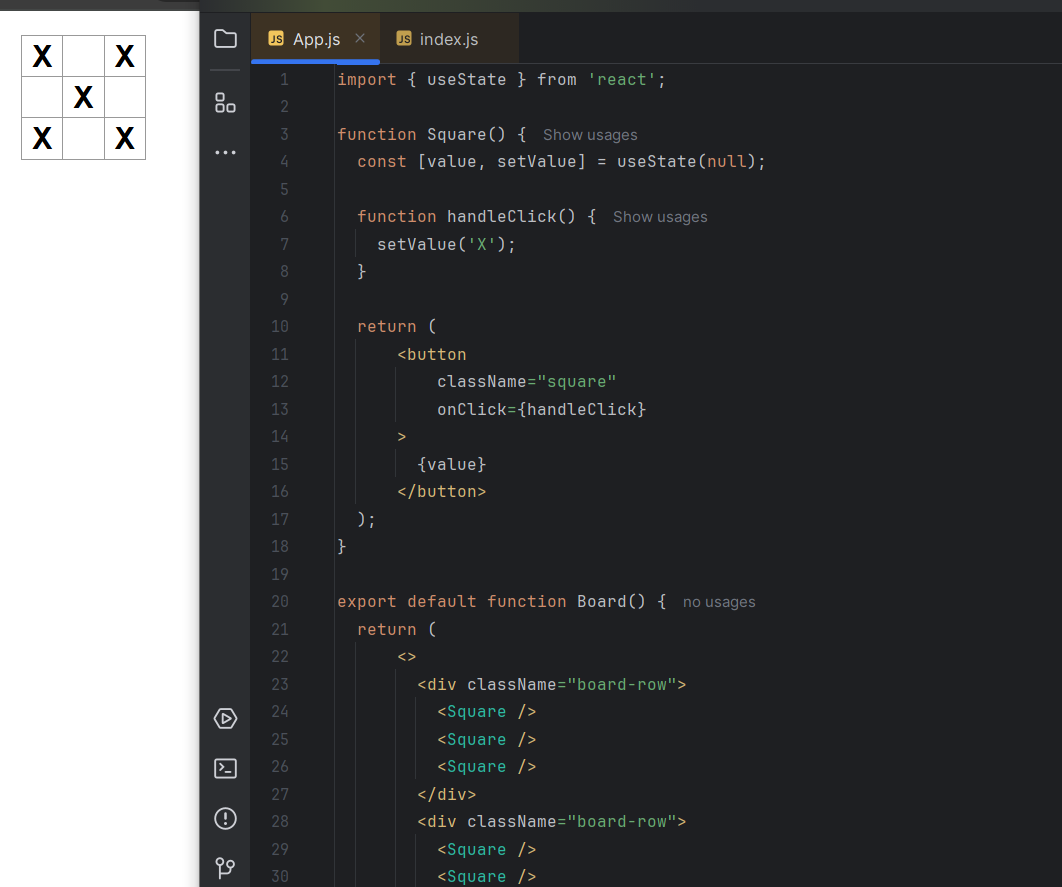 X X
X
X X
JS App.js × JS index.js
1 import { useState } from 'react';
2
3 function Square() { Show usages
4 const [value, setValue] = useState(null);
5
6 function handleClick() { Show usages
7 setValue('X');
8 }
9
10 return (
11 <button
12 className="square"
13 onClick={handleClick}
14 >
15 {value}
16 </button>
17 );
18 }
19
20 export default function Board() { no usages
21 return (
22 <>
23 <div className="board-row">
24 <Square />
25 <Square />
26 <Square />
27 </div>
28 <div className="board-row">
29 <Square />
30 <Square />